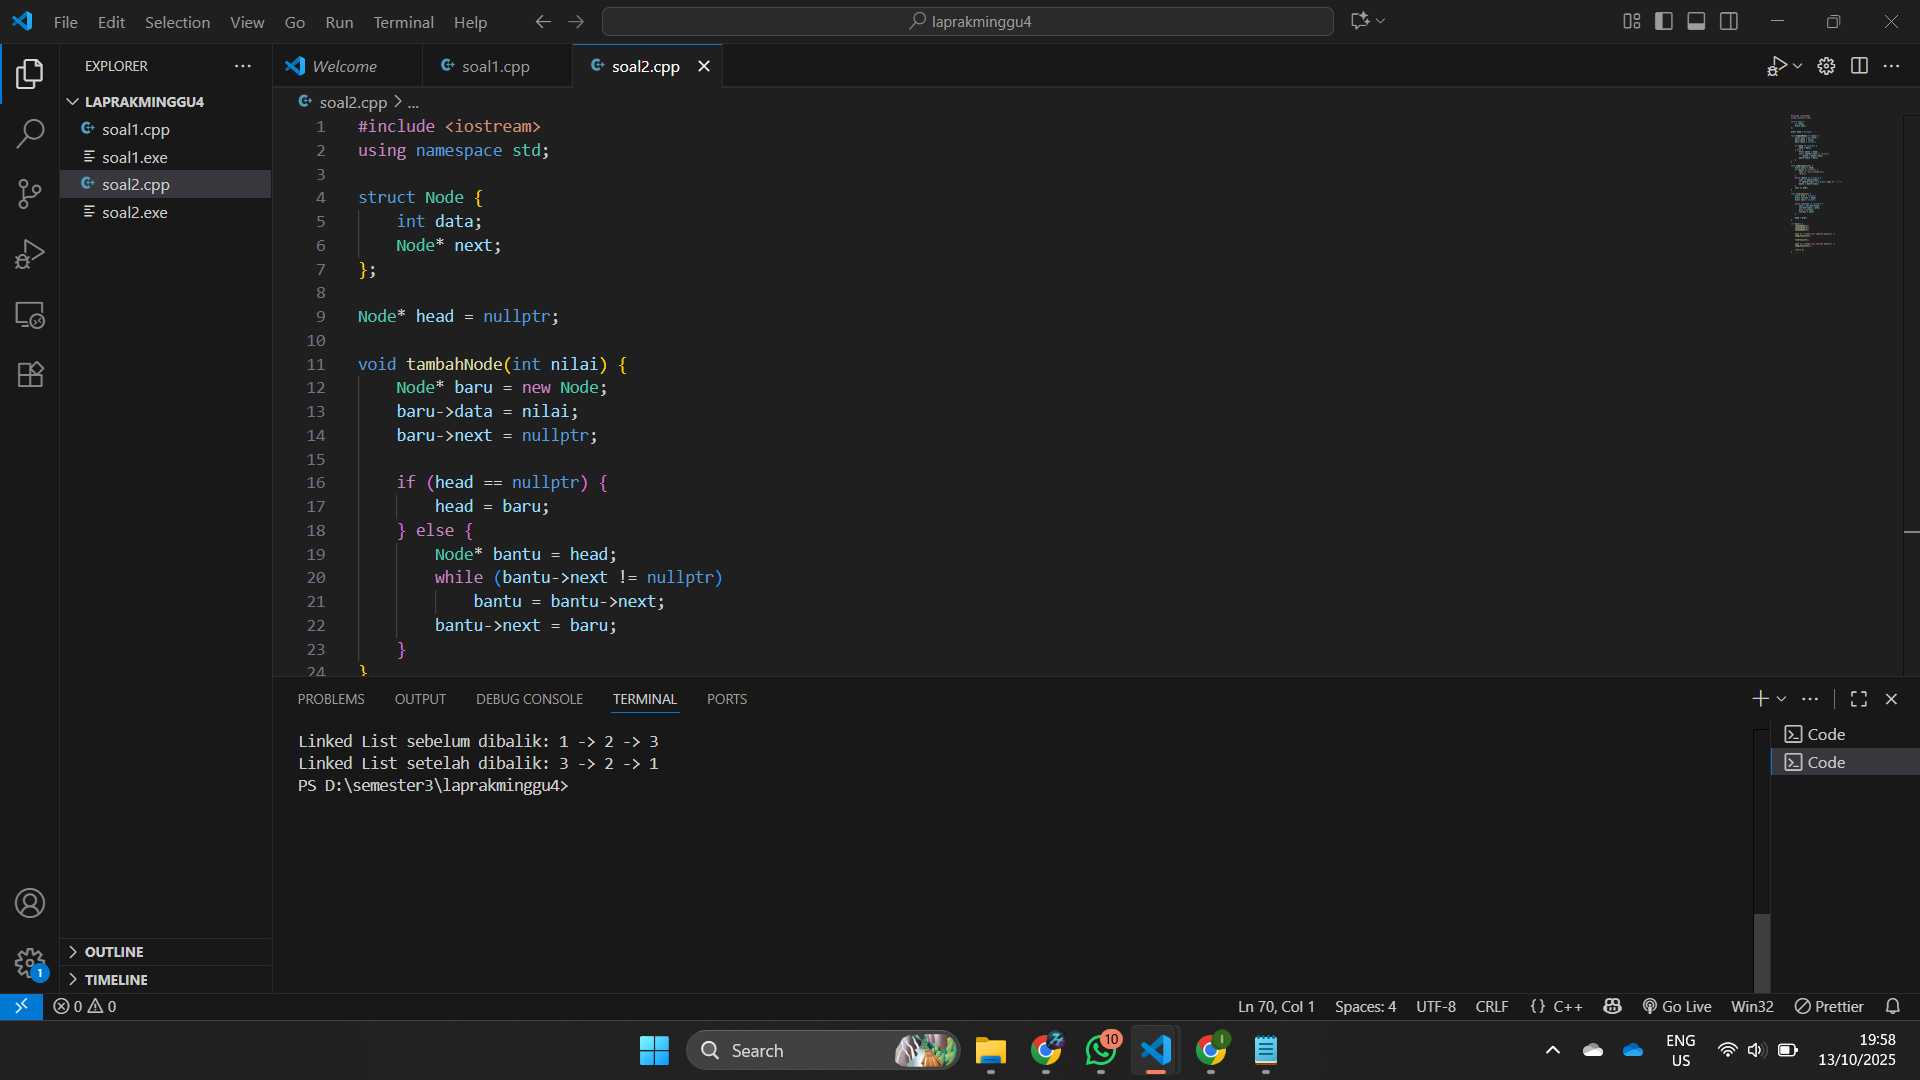 File Edit Selection View Go Run Terminal Help
laprakminggu4
EXPLORER
LAPRAKMINGGU4
soal1.cpp
soal1.exe
soal2.cpp
soal2.exe
OUTLINE
TIMELINE
Welcome soal1.cpp soal2.cpp
soal2.cpp > ...
1 #include <iostream>
2 using namespace std;
3
4 struct Node {
5 int data;
6 Node* next;
7 };
8
9 Node* head = nullptr;
10
11 void tambahNode(int nilai) {
12 Node* baru = new Node;
13 baru->data = nilai;
14 baru->next = nullptr;
15
16 if (head == nullptr) {
17 head = baru;
18 } else {
19 Node* bantu = head;
20 while (bantu->next != nullptr)
21 bantu = bantu->next;
22 bantu->next = baru;
23 }
24 }
PROBLEMS OUTPUT DEBUG CONSOLE TERMINAL PORTS
Linked List sebelum dibalik: 1 -> 2 -> 3
Linked List setelah dibalik: 3 -> 2 -> 1
PS D:\semester3\laprakminggu4>
Code
Code
1
0 0
Ln 70, Col 1 Spaces: 4 UTF-8 CRLF {} C++ Go Live Win32 Prettier
Search
10
ENG
US
19:58
13/10/2025